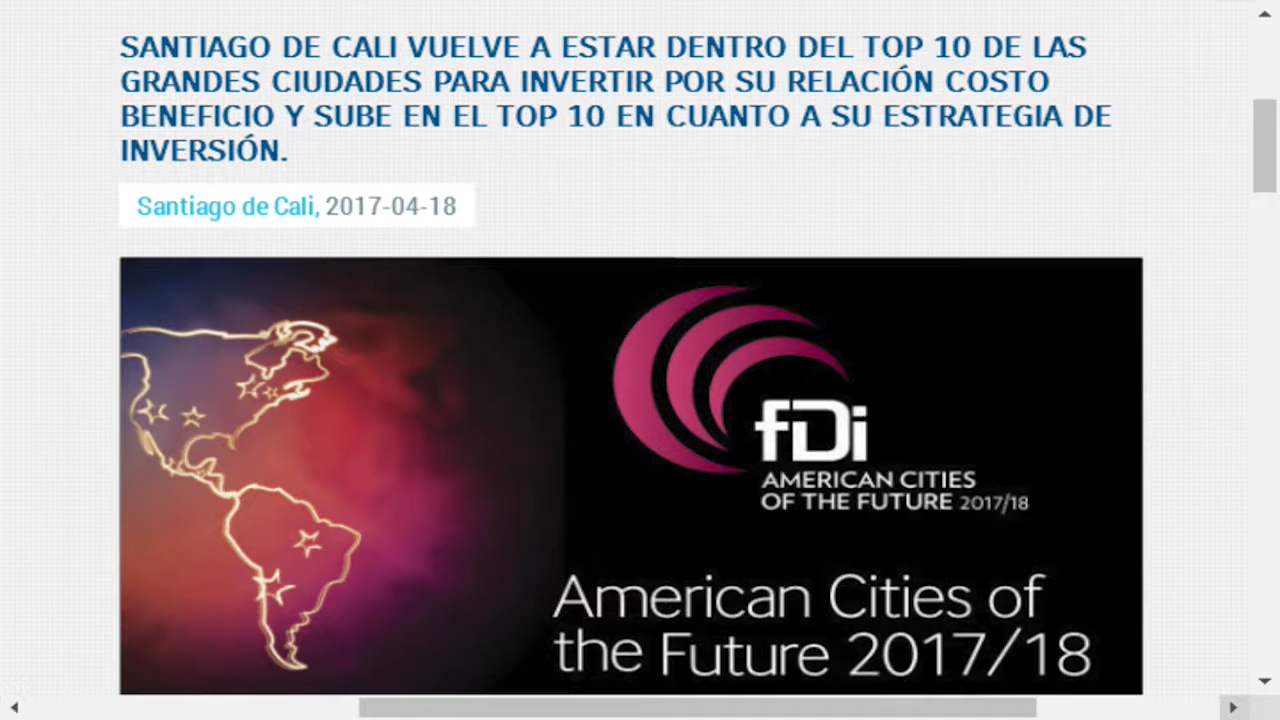 SANTIAGO DE CALI VUELVE A ESTAR DENTRO DEL TOP 10 DE LAS
GRANDES CIUDADES PARA INVERTIR POR SU RELACIÓN COSTO
BENEFICIO Y SUBE EN EL TOP 10 EN CUANTO A SU ESTRATEGIA DE
INVERSIÓN.
Santiago de Cali, 2017-04-18
fDi
AMERICAN CITIES
OF THE FUTURE 2017/18
American Cities of
the Future 2017/18